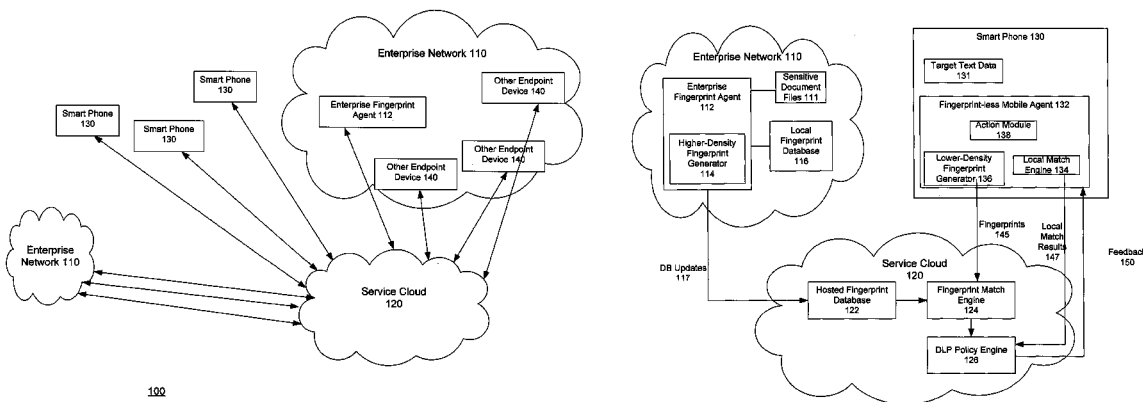 Enterprise Network 110
Other Endpoint
Device 140
Enterprise Fingerprint
Agent 112
Other Endpoint
Device 140
Other Endpoint
Device 140
Smart Phone
130
Smart Phone
130
Smart Phone
130
Enterprise
Network 110
Service Cloud
120
100
Enterprise Network 110
Enterprise
Fingerprint Agent
112
Sensitive
Document
Files 111
Higher-Density
Fingerprint
Generator
114
Local
Fingerprint
Database
116
Smart Phone 130
Target Text Data
131
Fingerprint-less Mobile Agent 132
Action Module
138
Lower-Density
Fingerprint
Generator 136
Local Match
Engine 134
Fingerprints
145
Local
Match
Results
147
Feedback
150
DB Updates
117
Service Cloud
120
Hosted Fingerprint
Database
122
Fingerprint Match
Engine
124
DLP Policy Engine
126